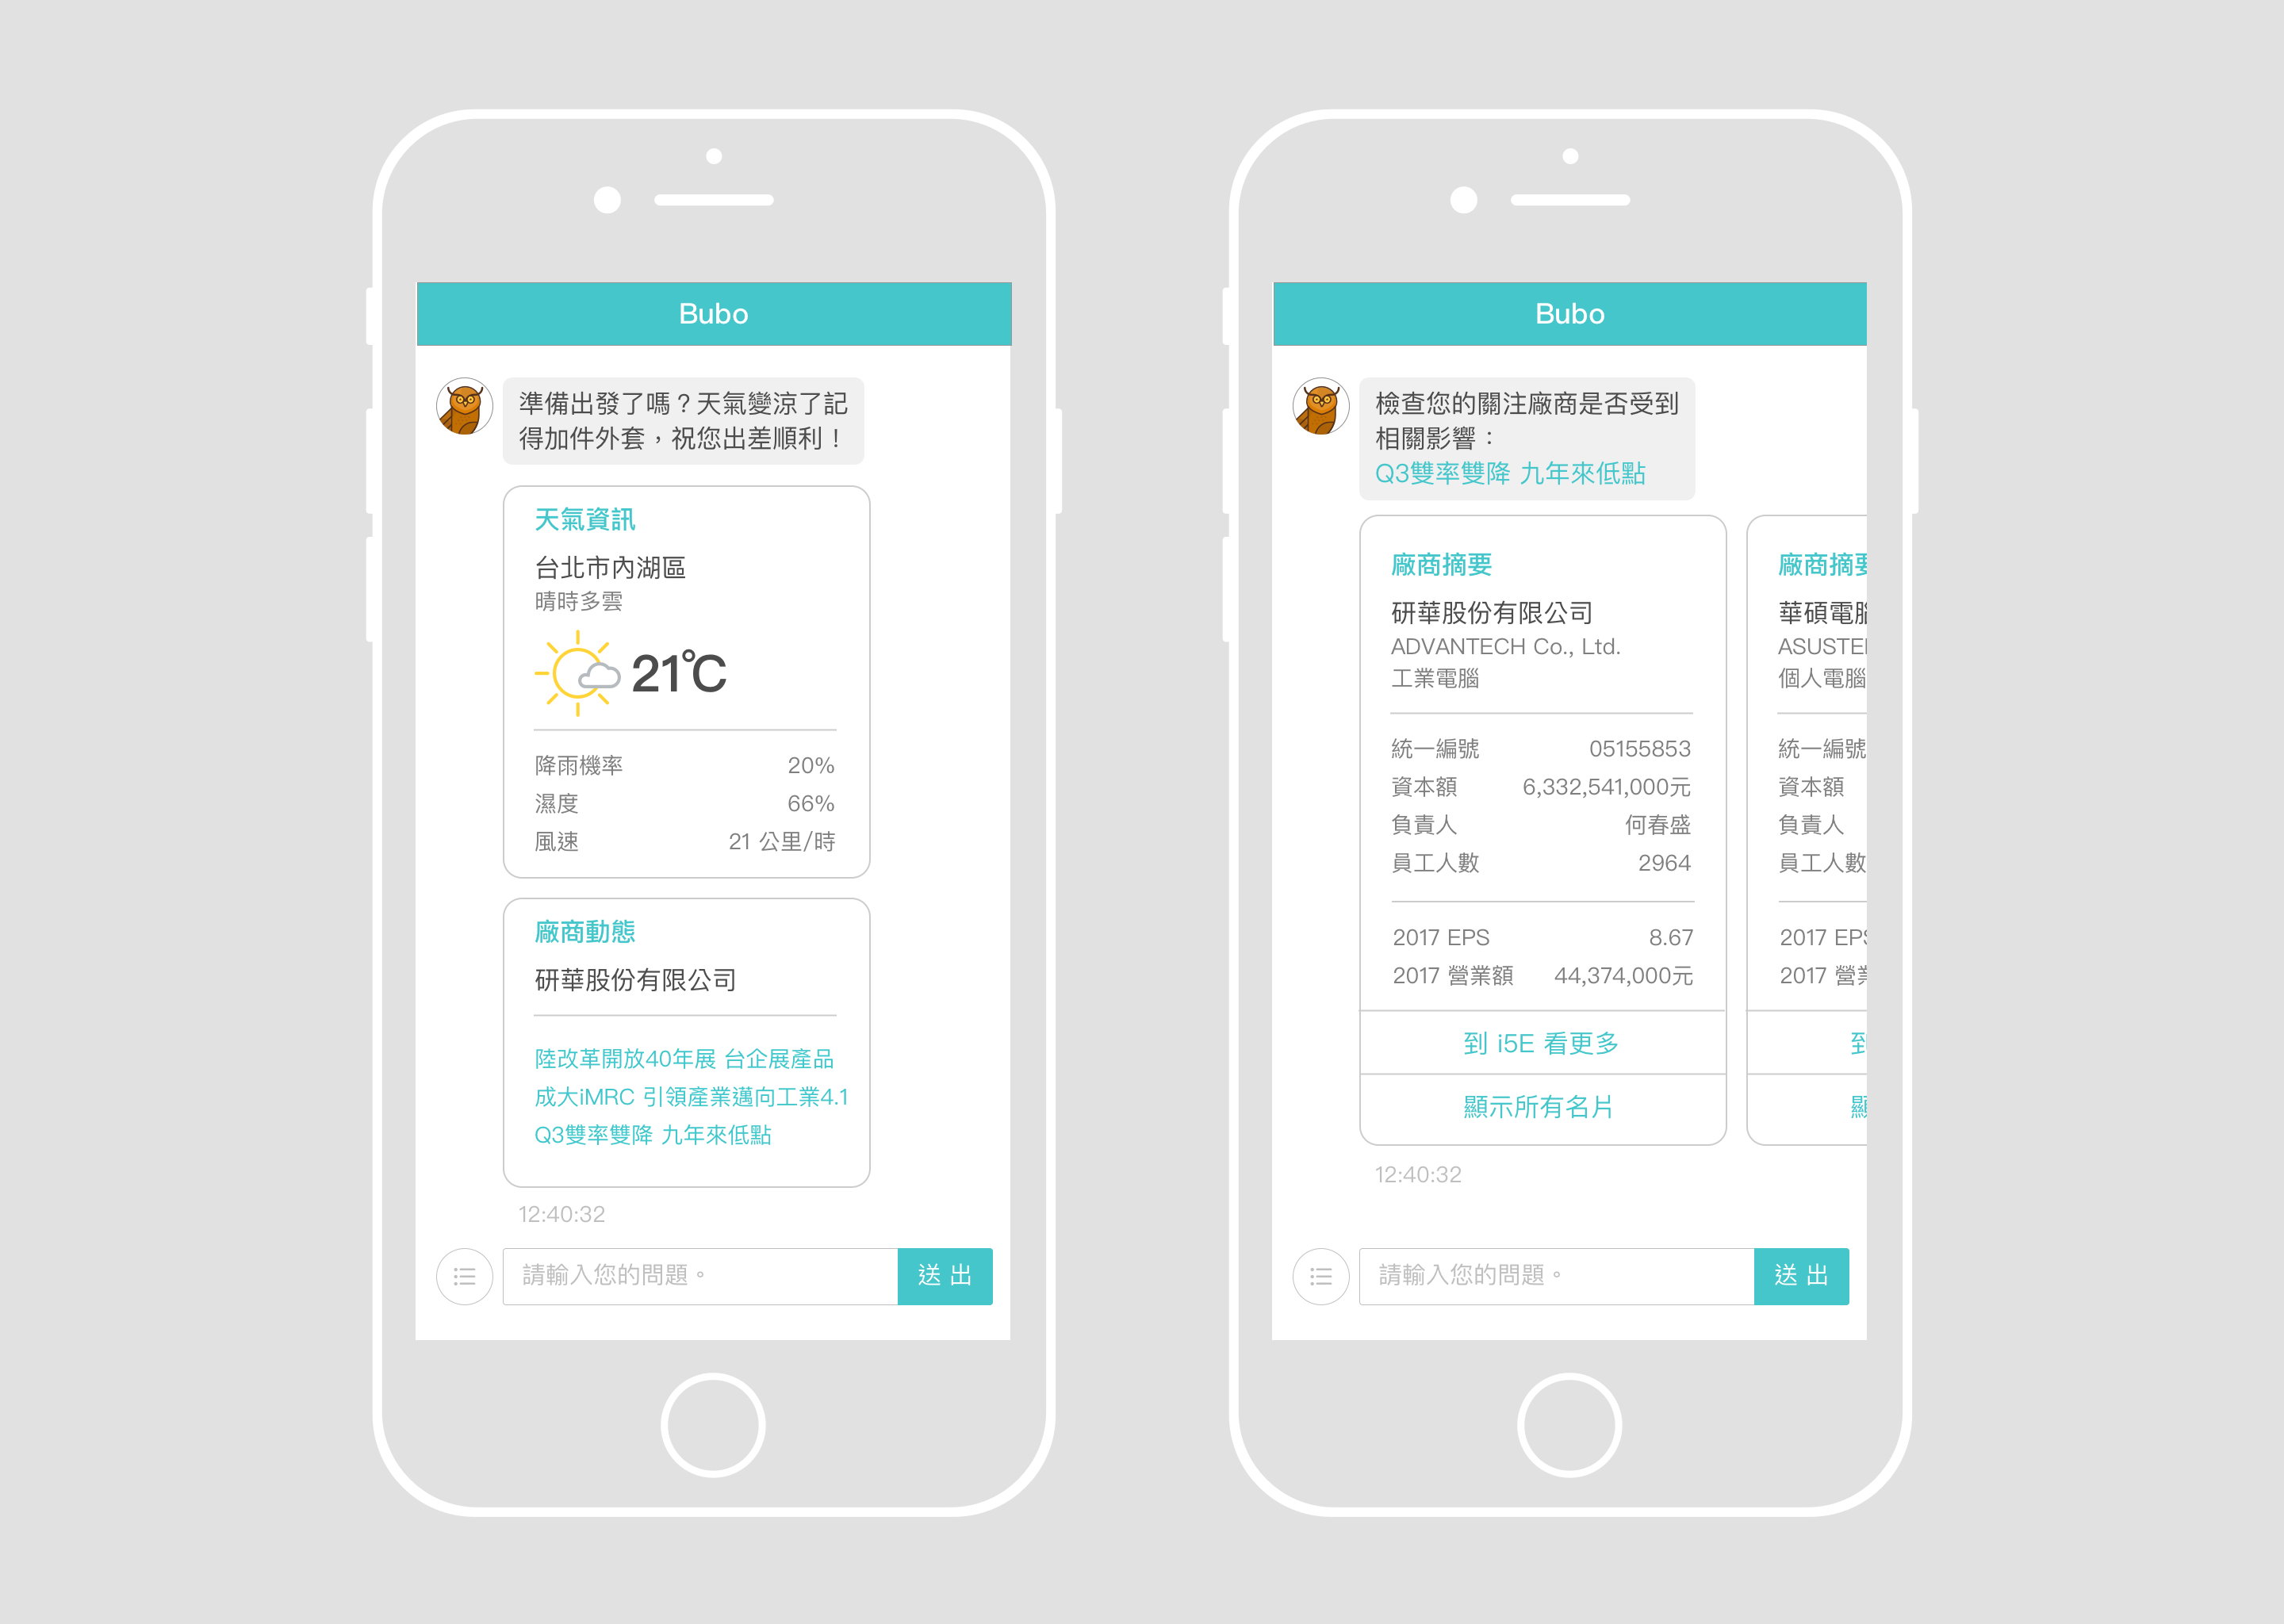 Bubo
準備出發了嗎？天氣變涼了記
得加件外套，祝您出差順利！
天氣資訊
台北市內湖區
晴時多雲
21℃
降雨機率 20%
濕度 66%
風速 21 公里/時
廠商動態
研華股份有限公司
陸改革開放40年展 台企展產品
成大iMRC 引領產業邁向工業4.1
Q3雙率雙降 九年來低點
12:40:32
請輸入您的問題。
送 出
Bubo
檢查您的關注廠商是否受到
相關影響：
Q3雙率雙降 九年來低點
廠商摘要
研華股份有限公司
ADVANTECH Co., Ltd.
工業電腦
統一編號 05155853
資本額 6,332,541,000元
負責人 何春盛
員工人數 2964
2017 EPS 8.67
2017 營業額 44,374,000元
到 i5E 看更多
顯示所有名片
廠商摘要
華碩電腦
ASUSTE
個人電腦
統一編號
資本額
負責人
員工人數
2017 EPS
2017 營業
到
顯
12:40:32
請輸入您的問題。
送 出